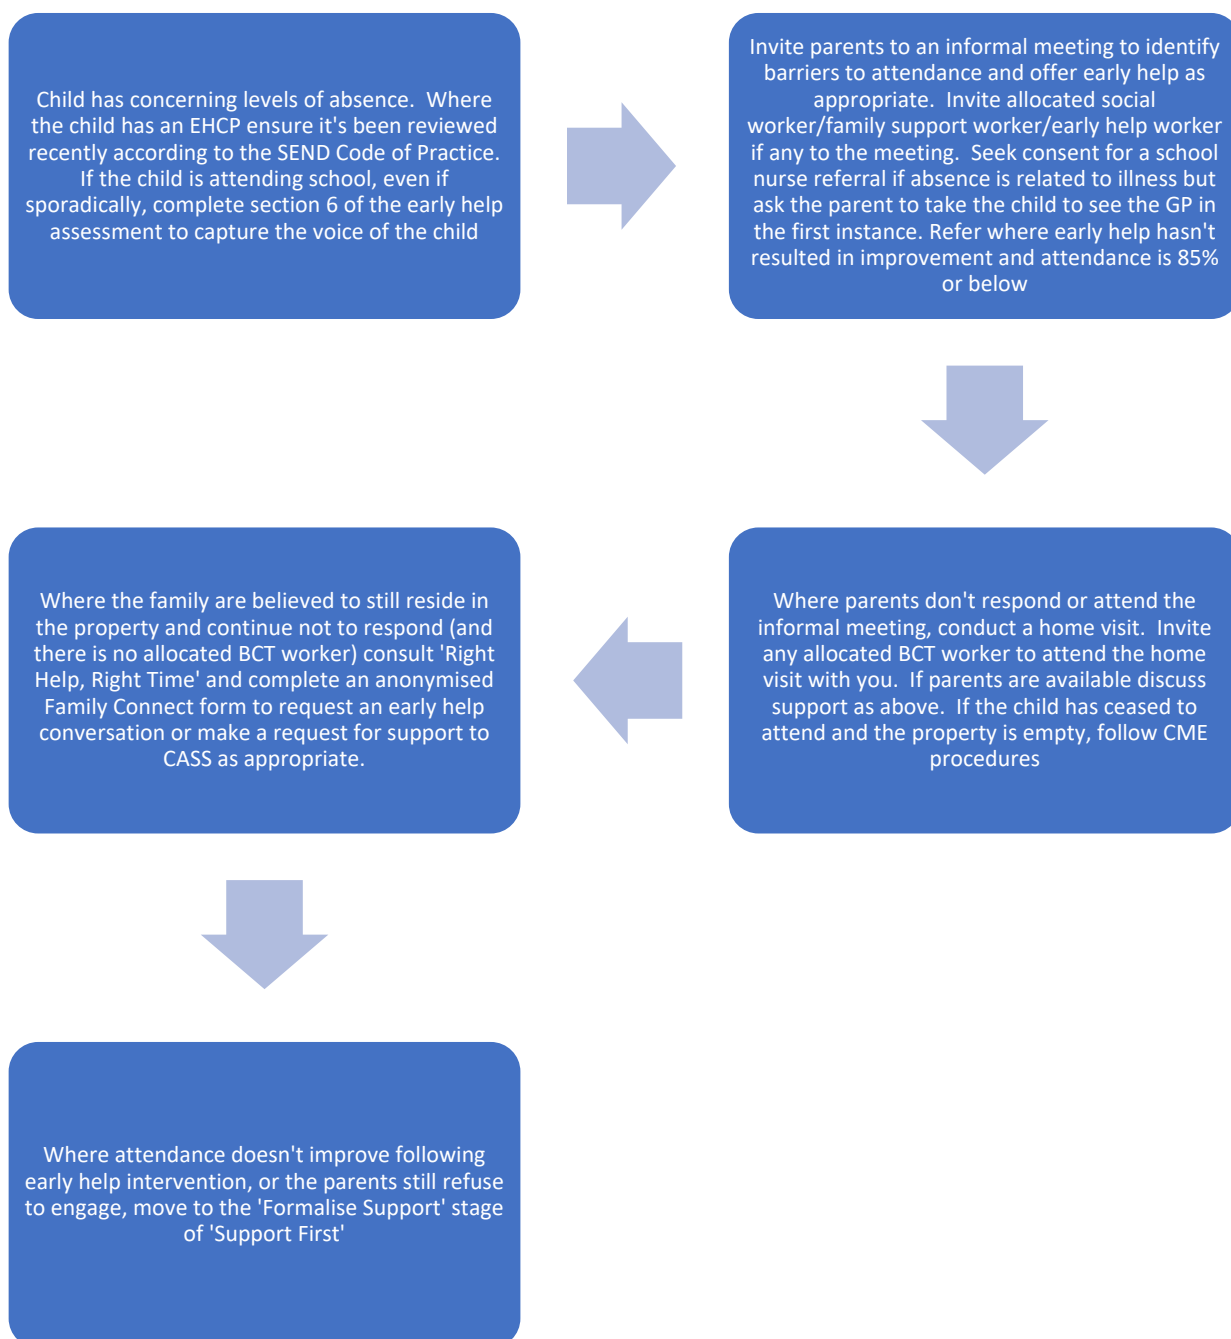 Child has concerning levels of absence.  Where
the child has an EHCP ensure it's been reviewed
recently according to the SEND Code of Practice.
If the child is attending school, even if
sporadically, complete section 6 of the early help
assessment to capture the voice of the child
Invite parents to an informal meeting to identify
barriers to attendance and offer early help as
appropriate.  Invite allocated social
worker/family support worker/early help worker
if any to the meeting.  Seek consent for a school
nurse referral if absence is related to illness but
ask the parent to take the child to see the GP in
the first instance. Refer where early help hasn't
resulted in improvement and attendance is 85%
or below
Where parents don't respond or attend the
informal meeting, conduct a home visit.  Invite
any allocated BCT worker to attend the home
visit with you.  If parents are available discuss
support as above.  If the child has ceased to
attend and the property is empty, follow CME
procedures
Where the family are believed to still reside in
the property and continue not to respond (and
there is no allocated BCT worker) consult 'Right
Help, Right Time' and complete an anonymised
Family Connect form to request an early help
conversation or make a request for support to
CASS as appropriate.
Where attendance doesn't improve following
early help intervention, or the parents still refuse
to engage, move to the 'Formalise Support' stage
of 'Support First'